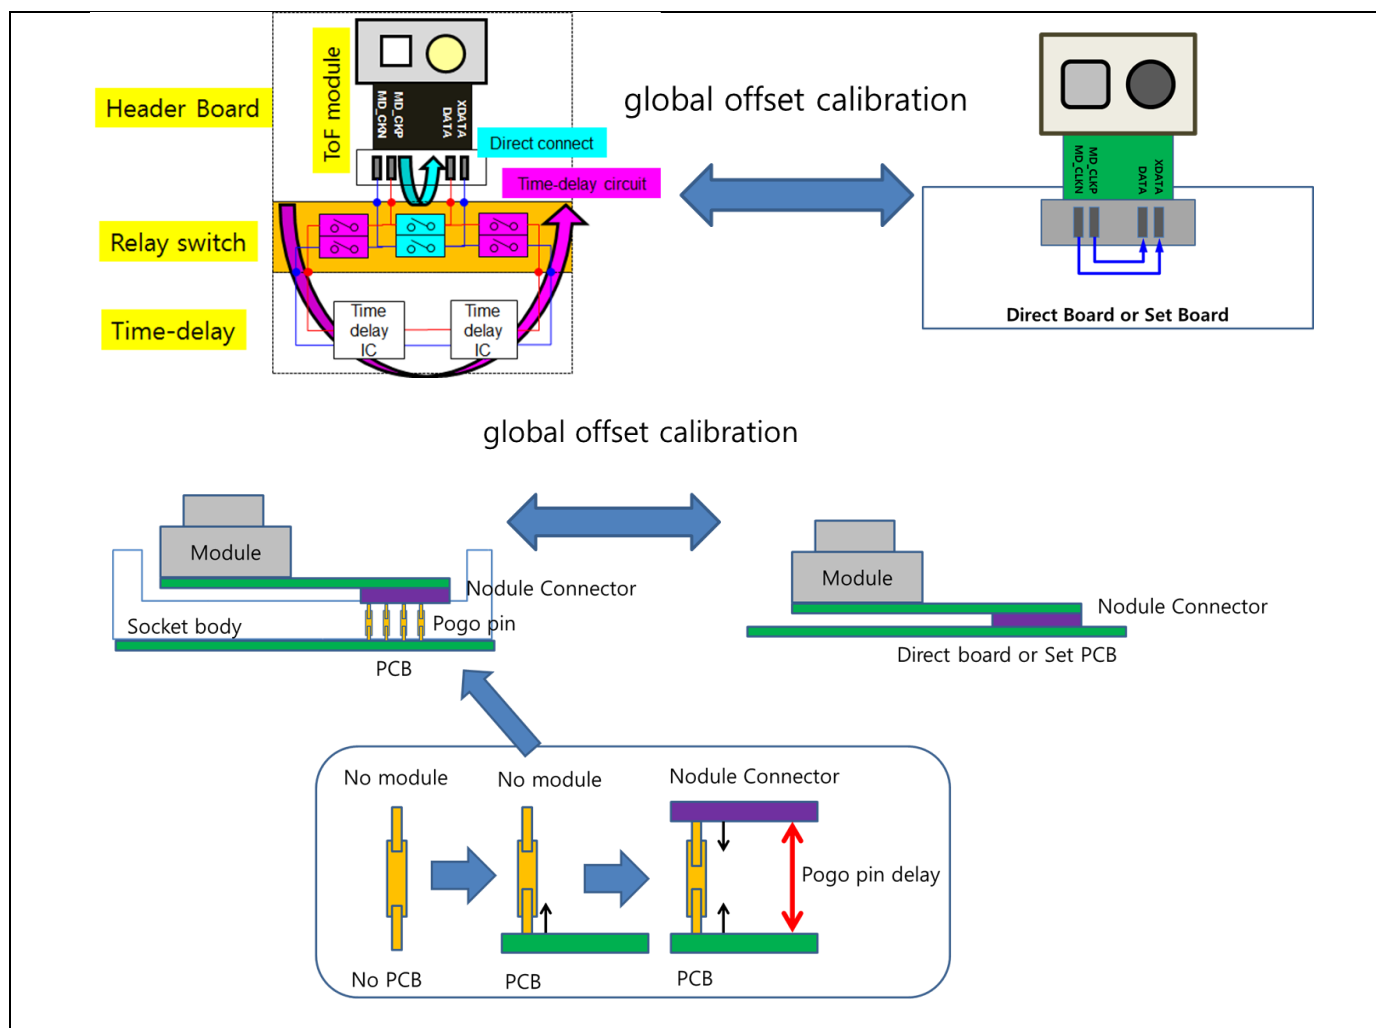 Header Board
ToF module
MD_CKN
MD_CKP
DATA
XDATA
Direct connect
Time-delay circuit
Relay switch
Time-delay
Time
delay
IC
Time
delay
IC
global offset calibration
MD_CLKN
MD_CLKP
DATA
XDATA
Direct Board or Set Board
global offset calibration
Module
Nodule Connector
Socket body
Pogo pin
PCB
Module
Nodule Connector
Direct board or Set PCB
No module
No module
Nodule Connector
Pogo pin delay
No PCB
PCB
PCB